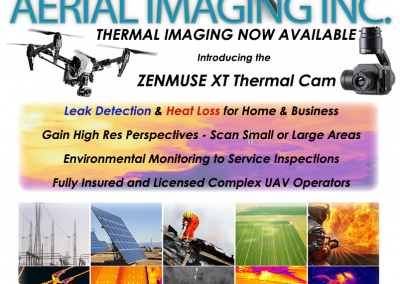 AERIAL IMAGING INC.
THERMAL IMAGING NOW AVAILABLE
Introducing the
ZENMUSE XT Thermal Cam
Leak Detection & Heat Loss for Home & Business
Gain High Res Perspectives - Scan Small or Large Areas
Environmental Monitoring to Service Inspections
Fully Insured and Licensed Complex UAV Operators